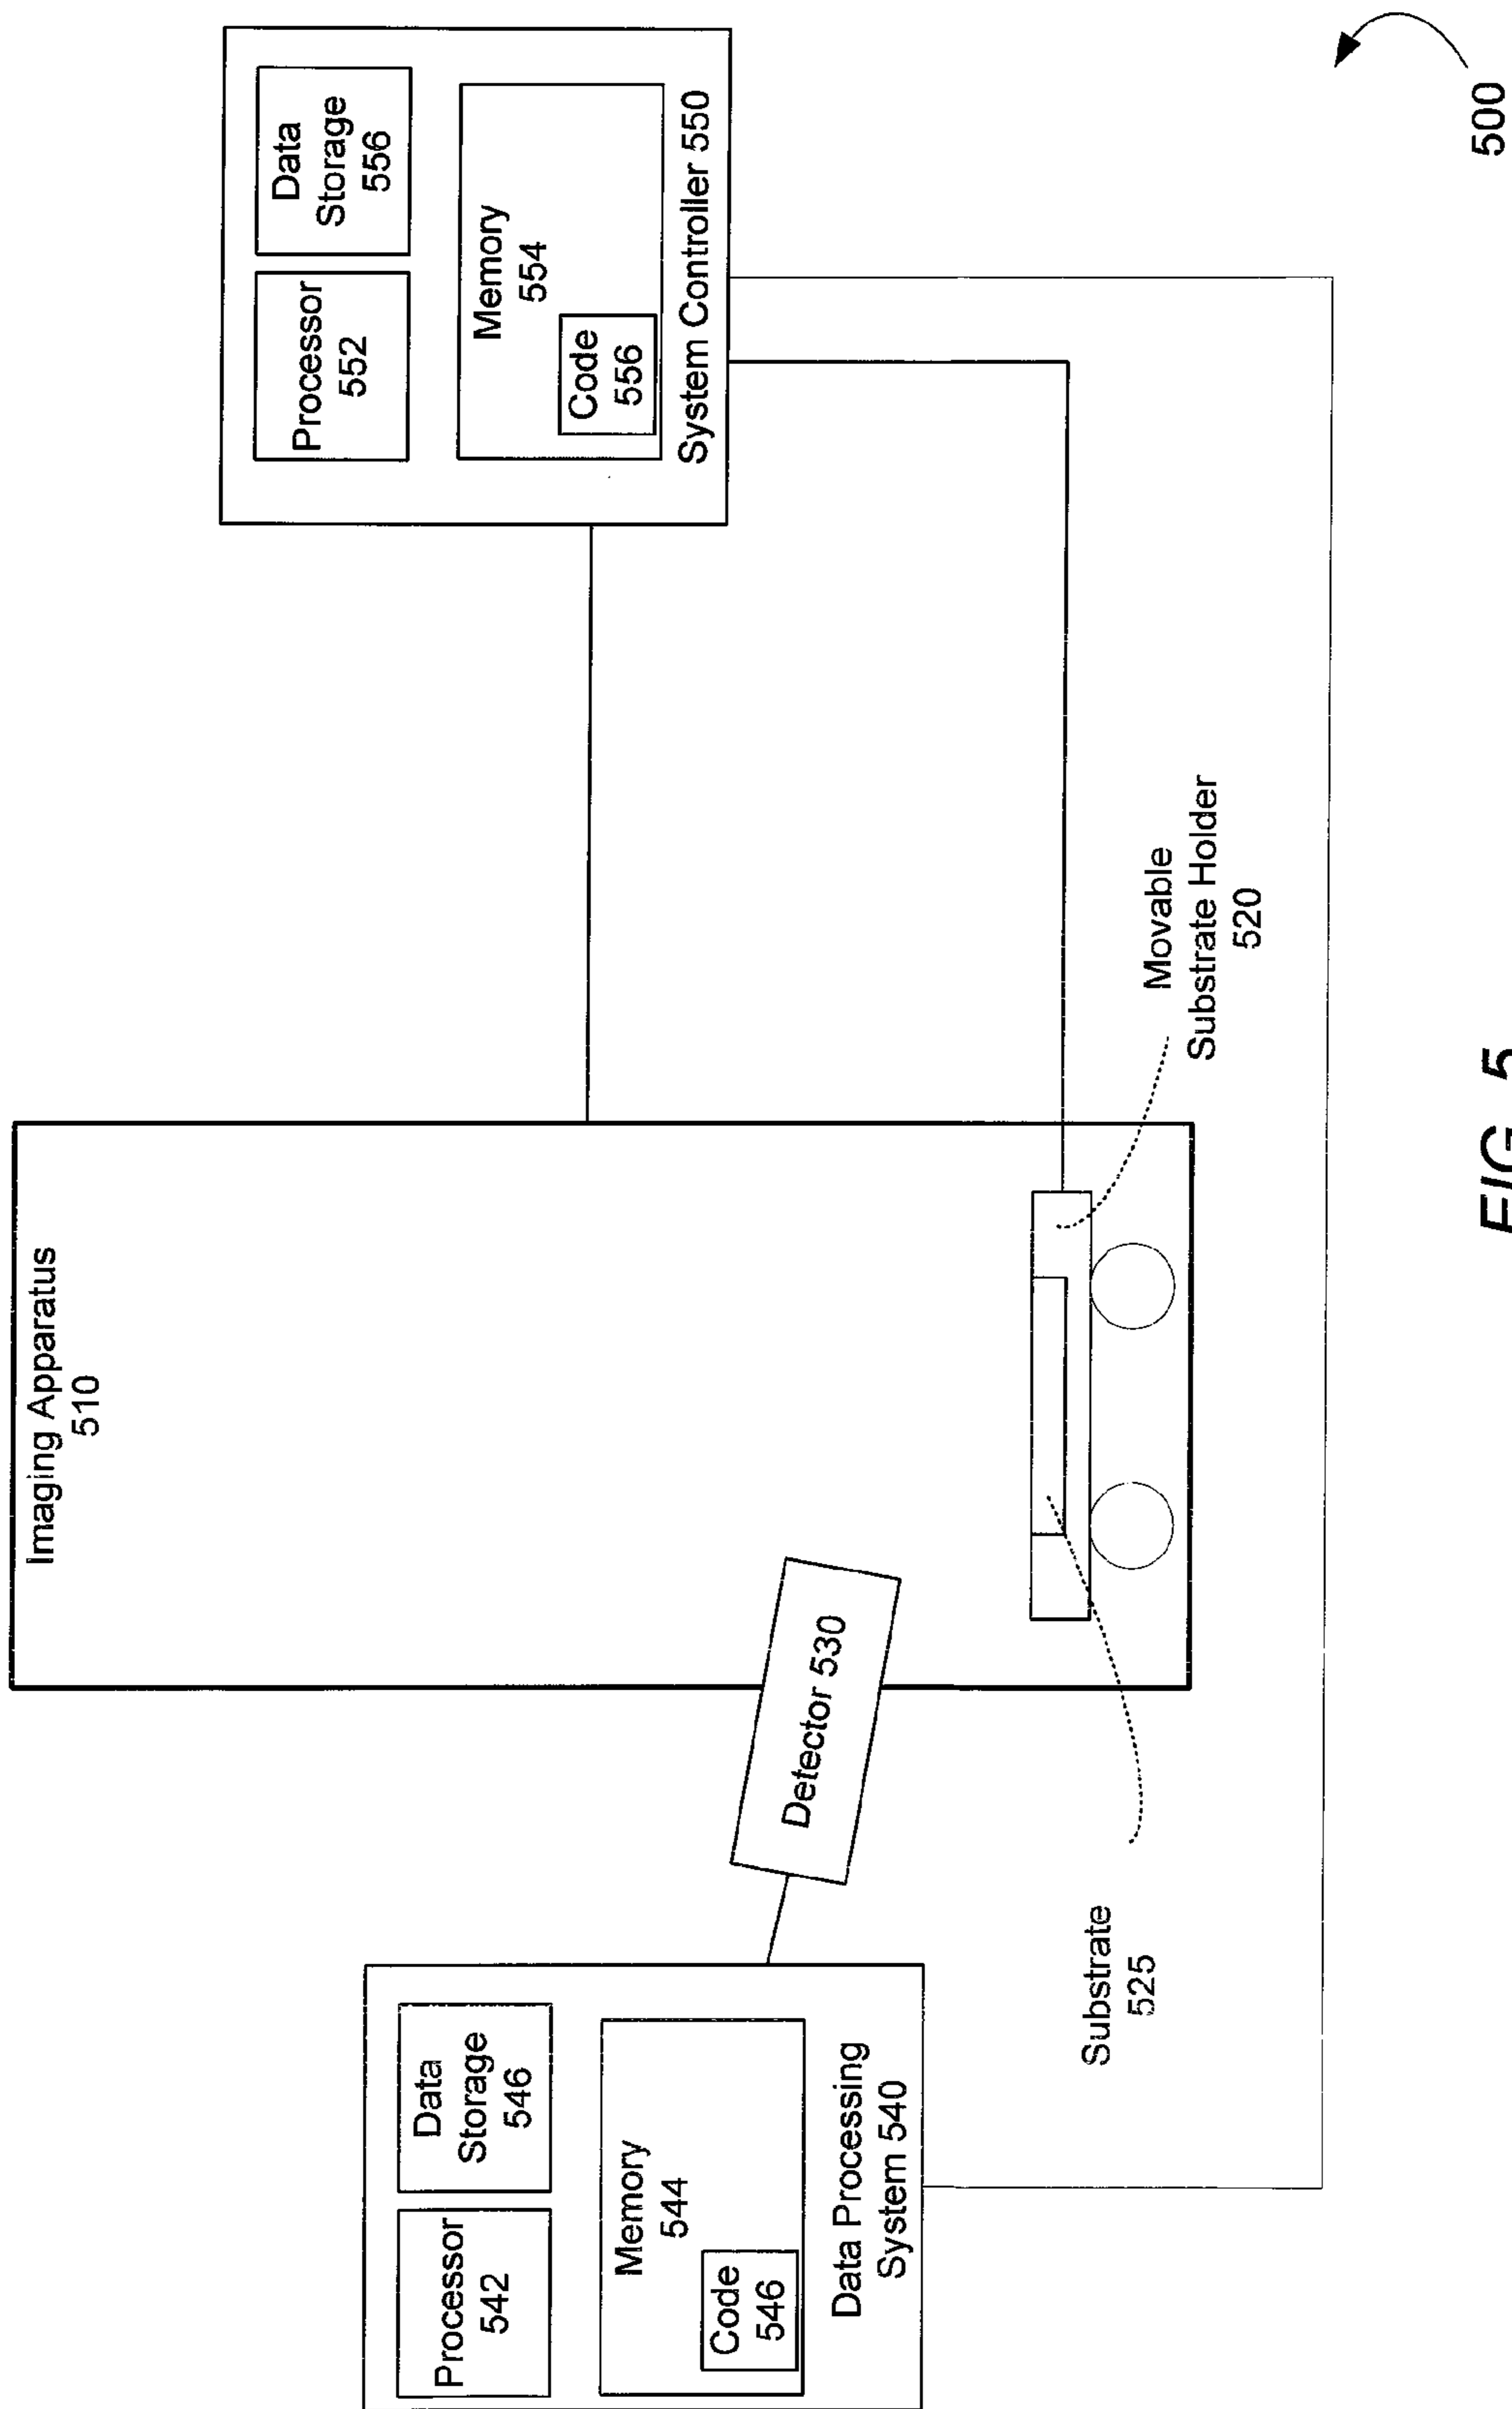 Imaging Apparatus
510
Processor
542
Data
Storage
546
Memory
544
Code
546
Data Processing
System 540
Detector 530
Substrate
525
Movable
Substrate Holder
520
Processor
552
Data
Storage
556
Memory
554
Code
556
System Controller 550
500
FIG. 5